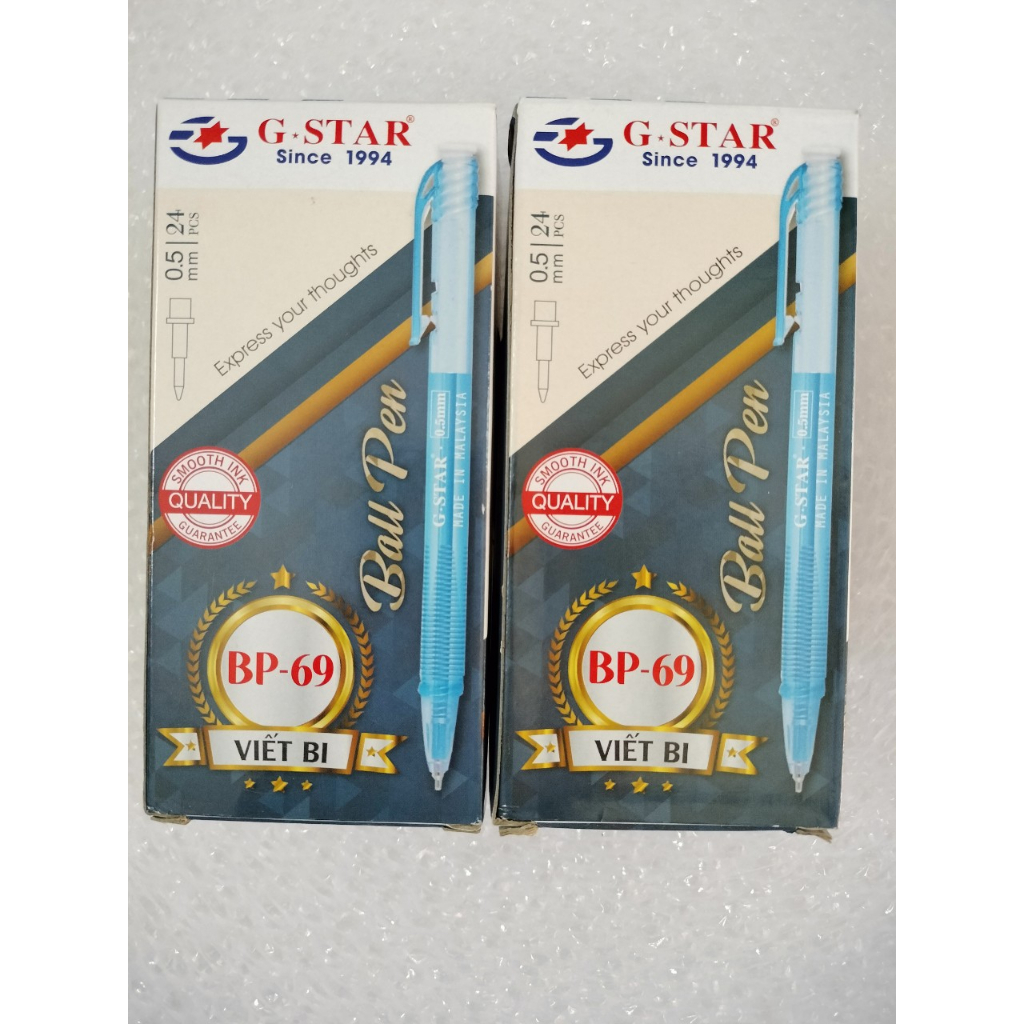 G★STAR®
Since 1994
0.5 | 24
mm | PCS
Express your thoughts
Ball Pen
G-STAR® - 0.5mm
MADE IN MALAYSIA
SMOOTH INK
QUALITY
GUARANTEE
BP-69
VIẾT BI
G★STAR®
Since 1994
0.5 | 24
mm | PCS
Express your thoughts
Ball Pen
G-STAR® - 0.5mm
MADE IN MALAYSIA
SMOOTH INK
QUALITY
GUARANTEE
BP-69
VIẾT BI